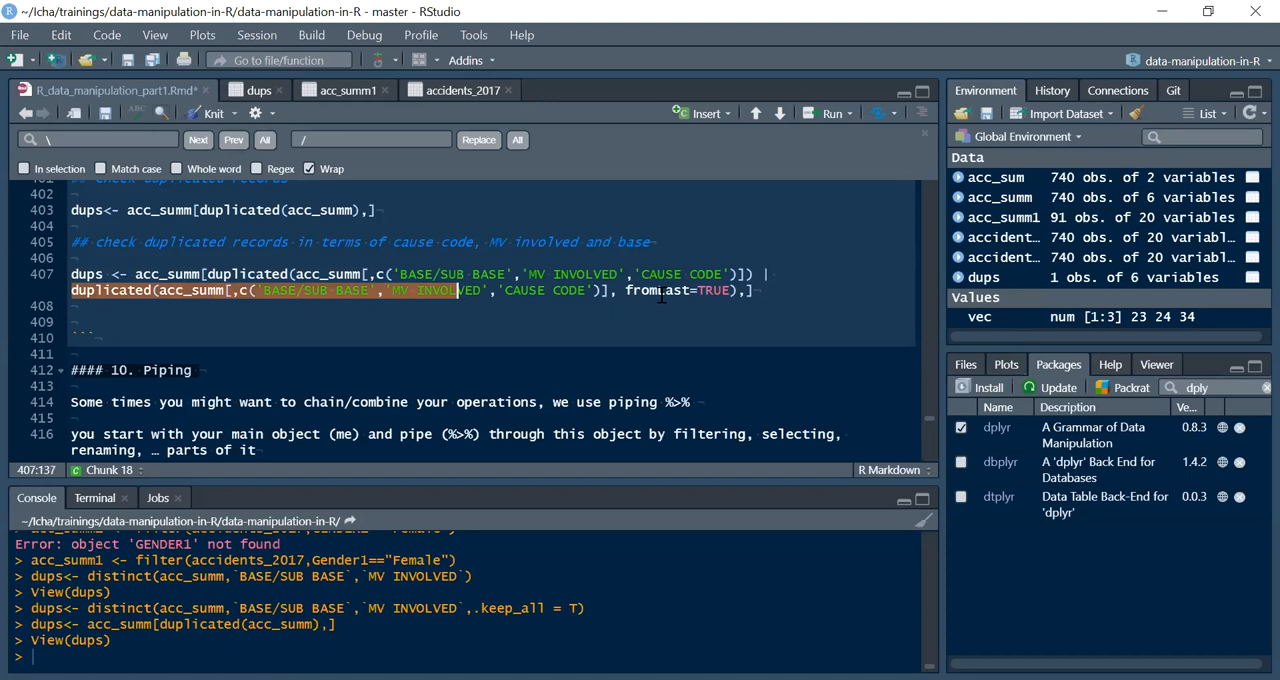 ~/lcha/trainings/data-manipulation-in-R/data-manipulation-in-R - master - RStudio
File Edit Code View Plots Session Build Debug Profile Tools Help
Go to file/function Addins data-manipulation-in-R
R_data_manipulation_part1.Rmd* dups acc_summ1 accidents_2017
Knit Insert Run
\ Next Prev All / Replace All
In selection Match case Whole word Regex Wrap
402
403 dups<- acc_summ[duplicated(acc_summ),]
404
405 ## check duplicated records in terms of cause code, MV involved and base
406
407 dups <- acc_summ[duplicated(acc_summ[,c('BASE/SUB BASE','MV INVOLVED','CAUSE CODE')]) |
duplicated(acc_summ[,c('BASE/SUB BASE','MV INVOLVED','CAUSE CODE')], fromLast=TRUE),]
408
409
410 ```
411
412 #### 10. Piping
413
414 Some times you might want to chain/combine your operations, we use piping %>%
415
416 you start with your main object (me) and pipe (%>%) through this object by filtering, selecting,
renaming, … parts of it
407:137 Chunk 18 R Markdown
Console Terminal Jobs
~/lcha/trainings/data-manipulation-in-R/data-manipulation-in-R/
Error: object 'GENDER1' not found
> acc_summ1 <- filter(accidents_2017,Gender1=="Female")
> dups<- distinct(acc_summ,`BASE/SUB BASE`,`MV INVOLVED`)
> View(dups)
> dups<- distinct(acc_summ,`BASE/SUB BASE`,`MV INVOLVED`,.keep_all = T)
> dups<- acc_summ[duplicated(acc_summ),]
> View(dups)
>
Environment History Connections Git
Import Dataset List
Global Environment
Data
acc_sum 740 obs. of 2 variables
acc_summ 740 obs. of 6 variables
acc_summ1 91 obs. of 20 variables
accident… 740 obs. of 20 variabl…
accident… 740 obs. of 20 variabl…
dups 1 obs. of 6 variables
Values
vec num [1:3] 23 24 34
Files Plots Packages Help Viewer
Install Update Packrat dply
Name Description Ve...
dplyr A Grammar of Data Manipulation 0.8.3
dbplyr A 'dplyr' Back End for Databases 1.4.2
dtplyr Data Table Back-End for 'dplyr' 0.0.3